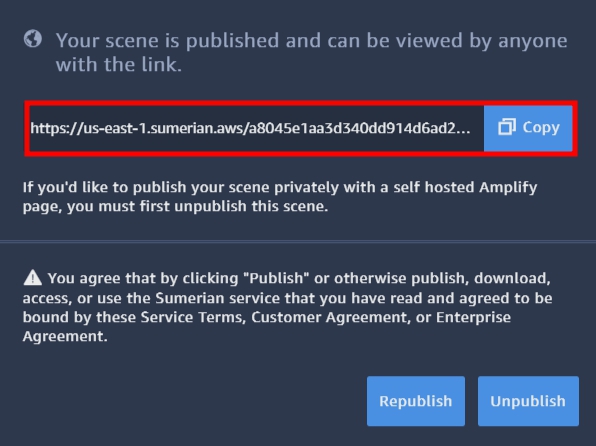 Your scene is published and can be viewed by anyone
with the link.
https://us-east-1.sumerian.aws/a8045e1aa3d340dd914d6ad2...
Copy
If you'd like to publish your scene privately with a self hosted Amplify
page, you must first unpublish this scene.
You agree that by clicking "Publish" or otherwise publish, download,
access, or use the Sumerian service that you have read and agreed to be
bound by these Service Terms, Customer Agreement, or Enterprise
Agreement.
Republish
Unpublish